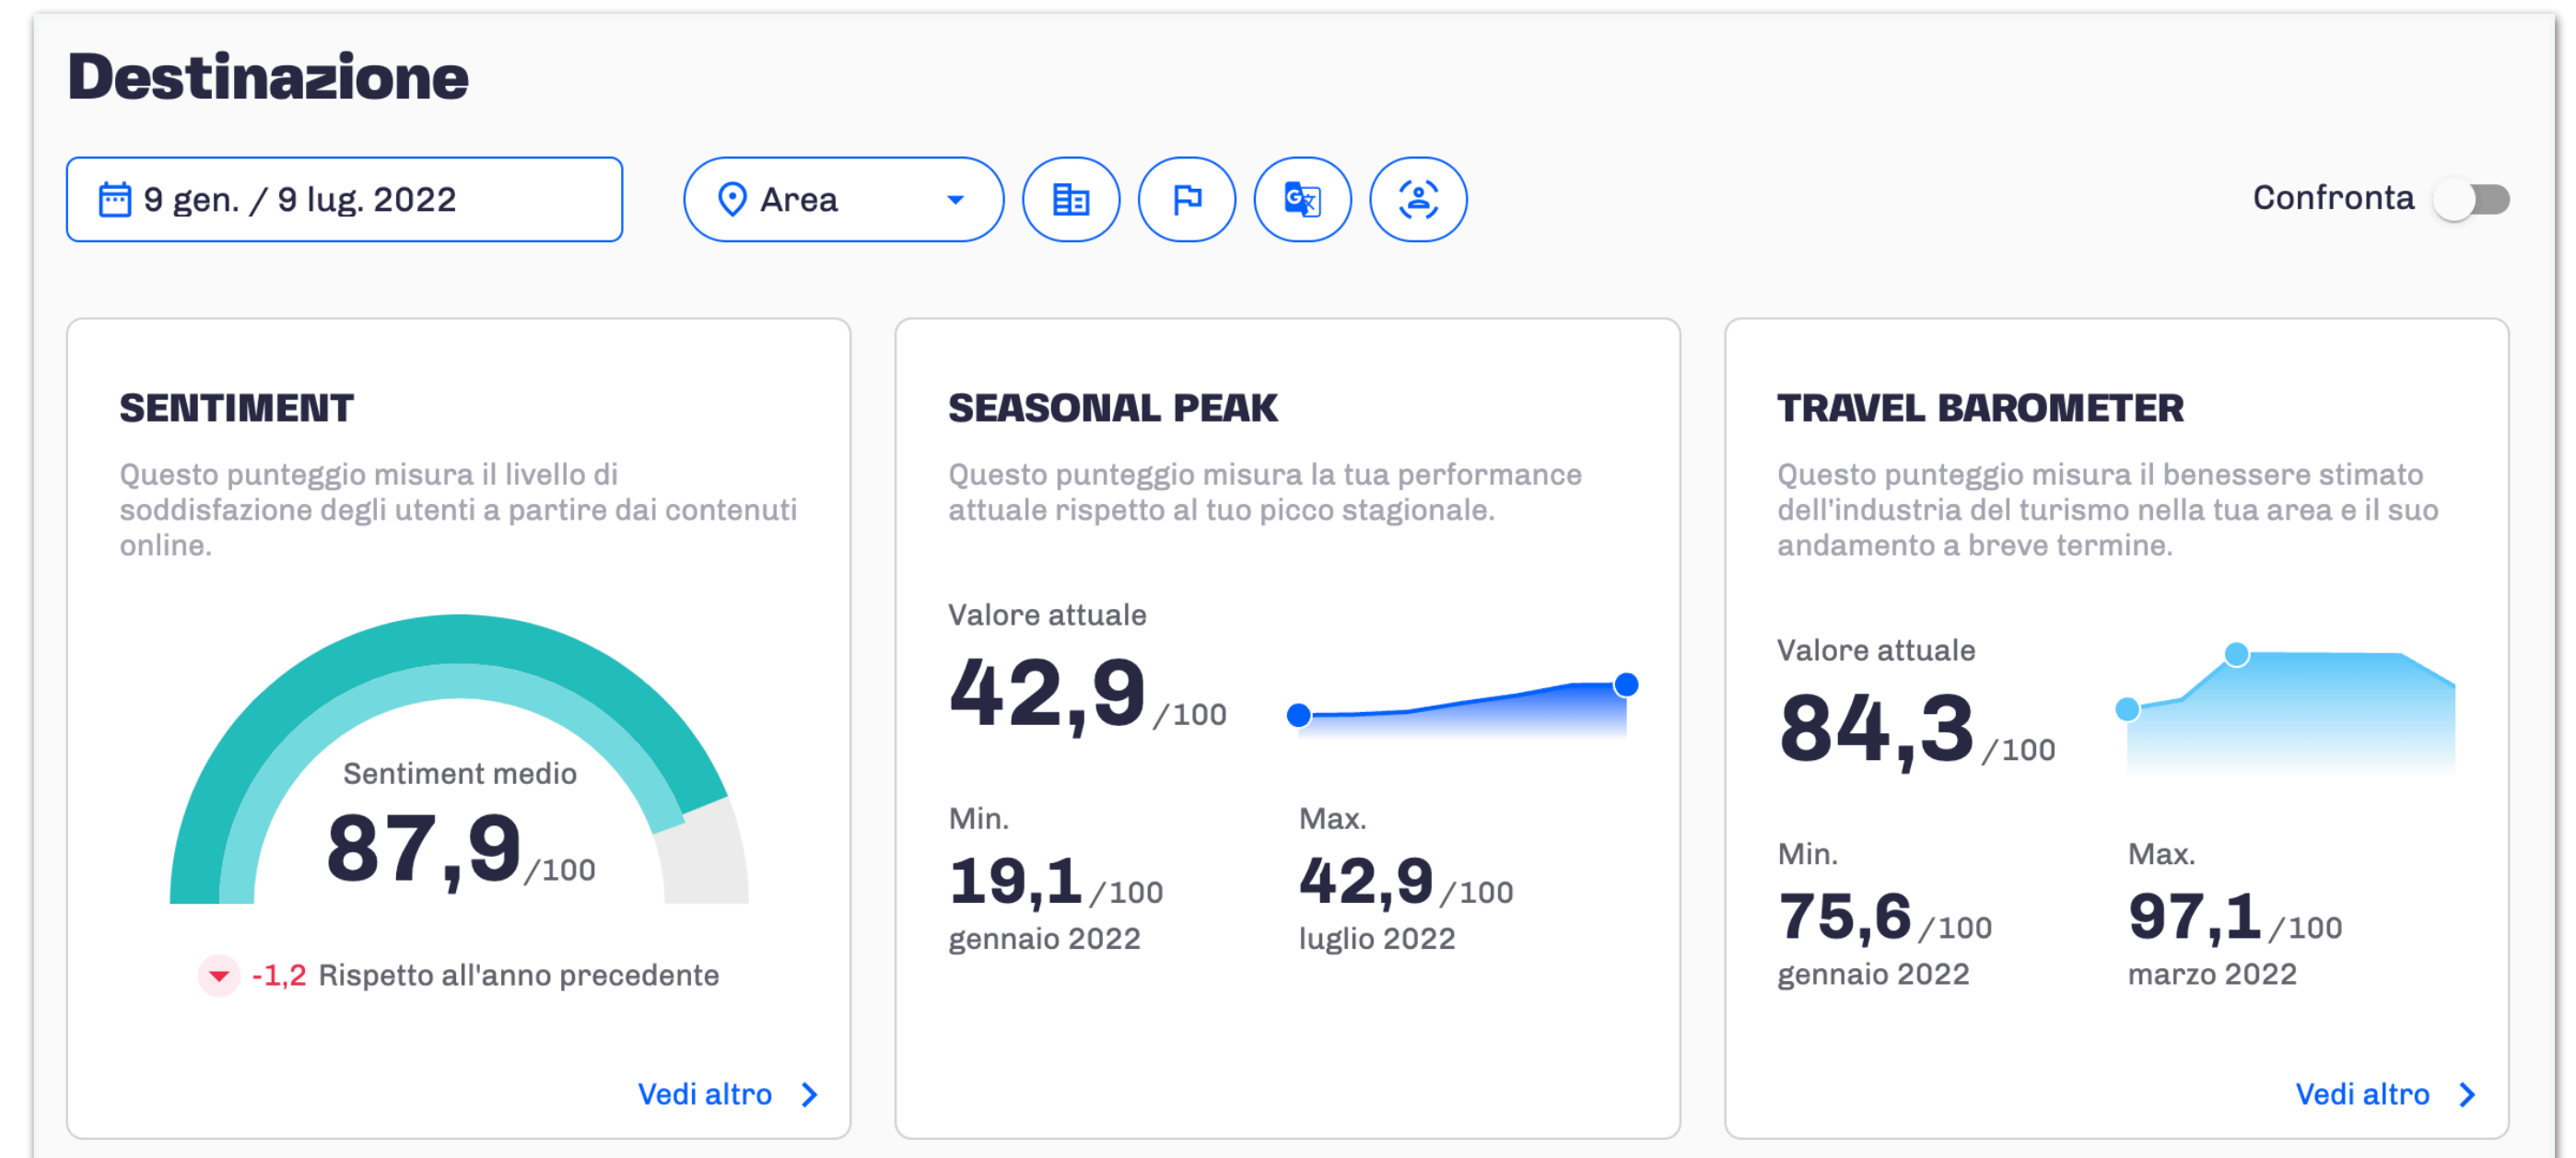 Destinazione
9 gen. / 9 lug. 2022
Area
Confronta
SENTIMENT
Questo punteggio misura il livello di
soddisfazione degli utenti a partire dai contenuti
online.
Sentiment medio
87,9/100
-1,2 Rispetto all'anno precedente
Vedi altro
SEASONAL PEAK
Questo punteggio misura la tua performance
attuale rispetto al tuo picco stagionale.
Valore attuale
42,9/100
Min.
19,1/100
gennaio 2022
Max.
42,9/100
luglio 2022
TRAVEL BAROMETER
Questo punteggio misura il benessere stimato
dell'industria del turismo nella tua area e il suo
andamento a breve termine.
Valore attuale
84,3/100
Min.
75,6/100
gennaio 2022
Max.
97,1/100
marzo 2022
Vedi altro